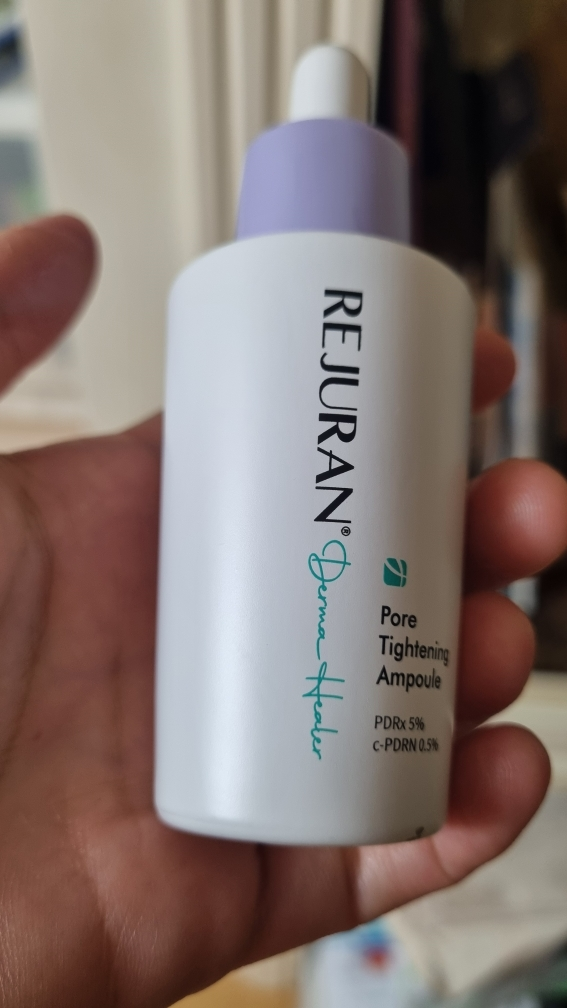 REJURAN®
Derma Healer
Pore
Tightening
Ampoule
PDRx 5%
c-PDRN 0.5%